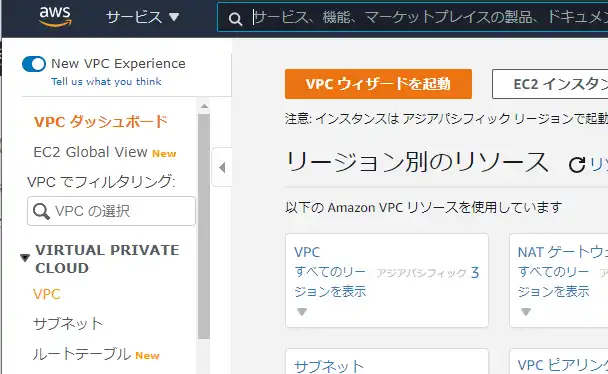 aws サービス ▼ サービス、機能、マーケットプレイスの製品、ドキュメン
New VPC Experience
Tell us what you think
VPC ダッシュボード
EC2 Global View New
VPC でフィルタリング:
VPC の選択
VIRTUAL PRIVATE
CLOUD
VPC
サブネット
ルートテーブル New
VPC ウィザードを起動 EC2 インスタン
注意: インスタンスは アジアパシフィック リージョンで起動
リージョン別のリソース リソ
以下の Amazon VPC リソースを使用しています
VPC
すべてのリー
ジョンを表示
アジアパシフィック 3
NAT ゲートウェ
すべてのリー
ジョンを表示
サブネット
VPC ピアリング